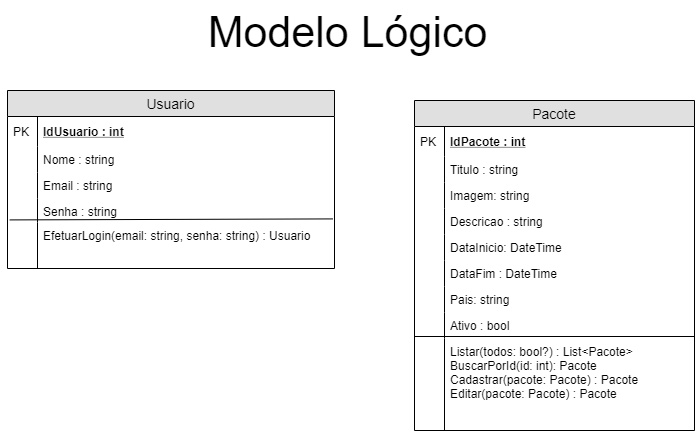 Modelo Lógico
Usuario
PK IdUsuario : int
Nome : string
Email : string
Senha : string
EfetuarLogin(email: string, senha: string) : Usuario
Pacote
PK IdPacote : int
Titulo : string
Imagem: string
Descricao : string
DataInicio: DateTime
DataFim : DateTime
Pais: string
Ativo : bool
Listar(todos: bool?) : List<Pacote>
BuscarPorId(id: int): Pacote
Cadastrar(pacote: Pacote) : Pacote
Editar(pacote: Pacote) : Pacote